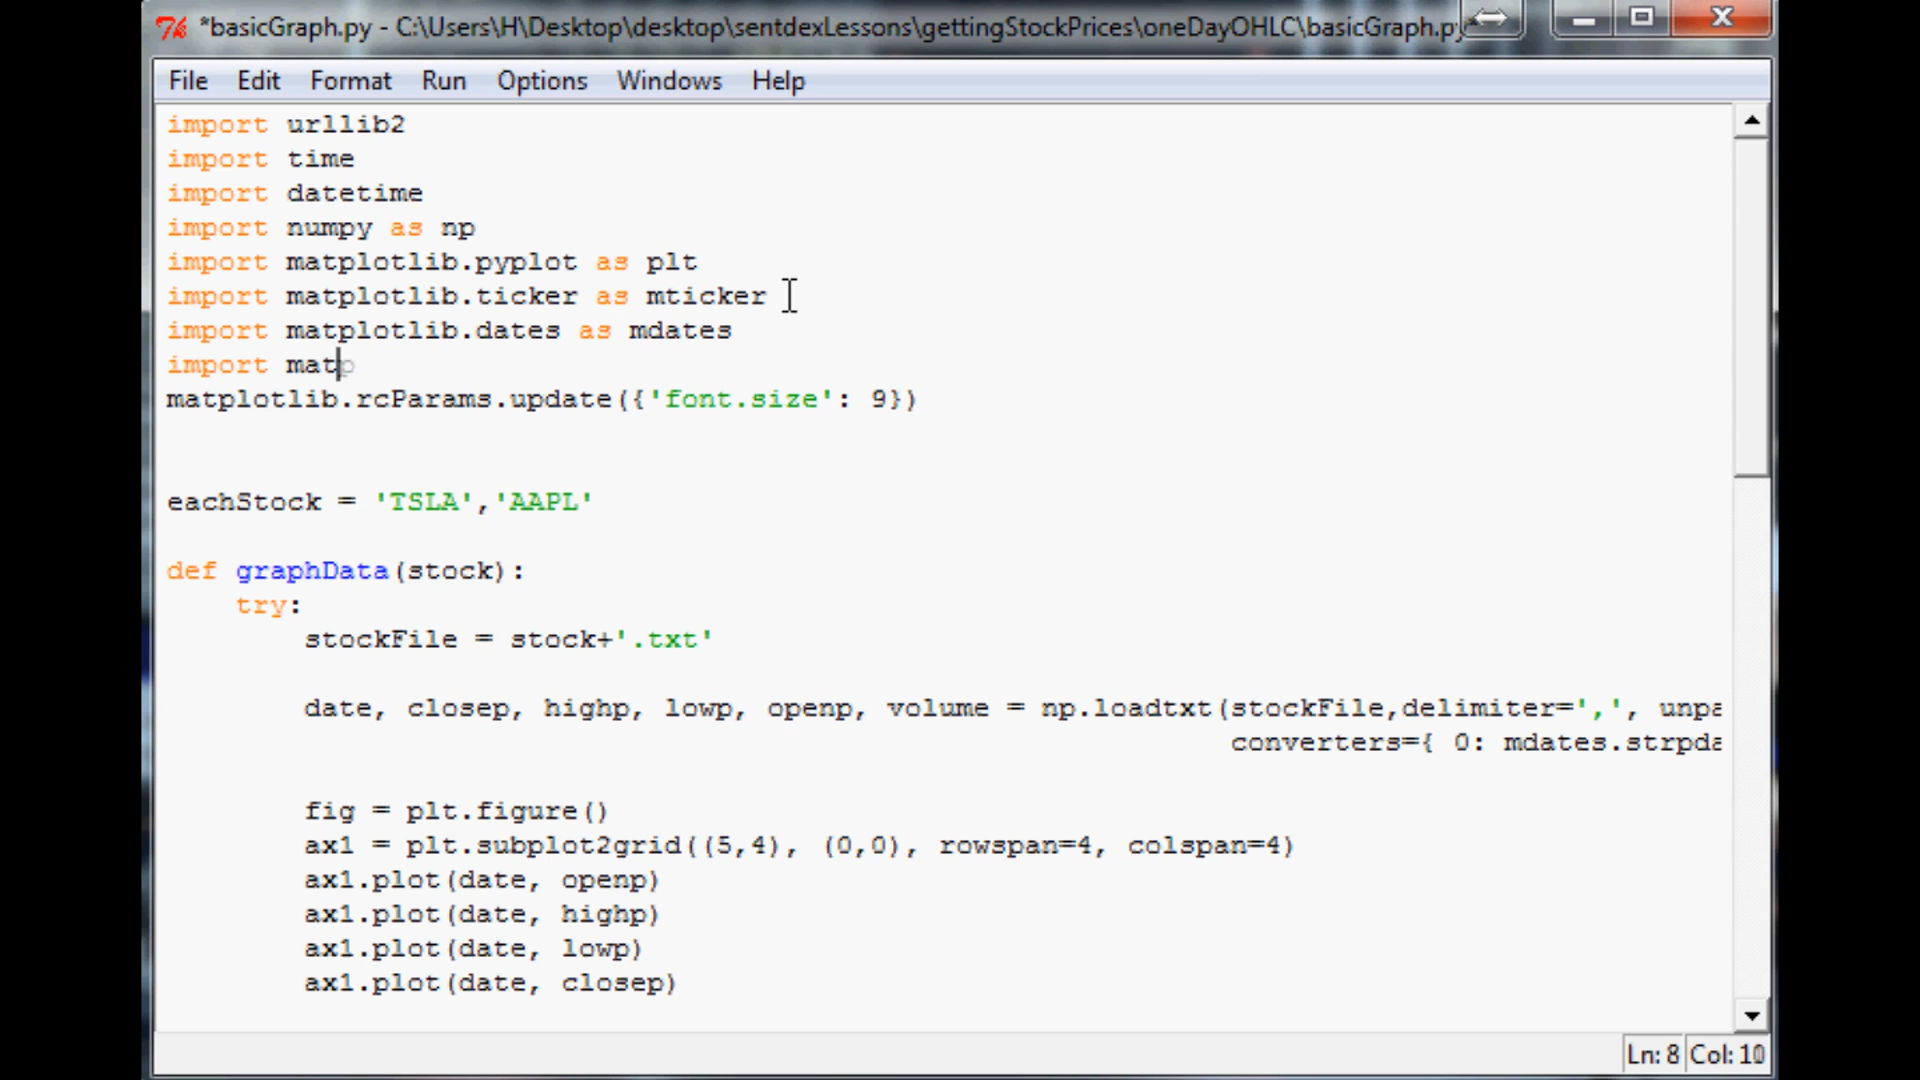 *basicGraph.py - C:\Users\H\Desktop\desktop\sentdexLessons\gettingStockPrices\oneDayOHLC\basicGraph.py*
File Edit Format Run Options Windows Help
import urllib2
import time
import datetime
import numpy as np
import matplotlib.pyplot as plt
import matplotlib.ticker as mticker
import matplotlib.dates as mdates
import matp
matplotlib.rcParams.update({'font.size': 9})
eachStock = 'TSLA','AAPL'
def graphData(stock):
try:
stockFile = stock+'.txt'
date, closep, highp, lowp, openp, volume = np.loadtxt(stockFile,delimiter=',', unpa
converters={ 0: mdates.strpda
fig = plt.figure()
ax1 = plt.subplot2grid((5,4), (0,0), rowspan=4, colspan=4)
ax1.plot(date, openp)
ax1.plot(date, highp)
ax1.plot(date, lowp)
ax1.plot(date, closep)
Ln: 8 Col: 10